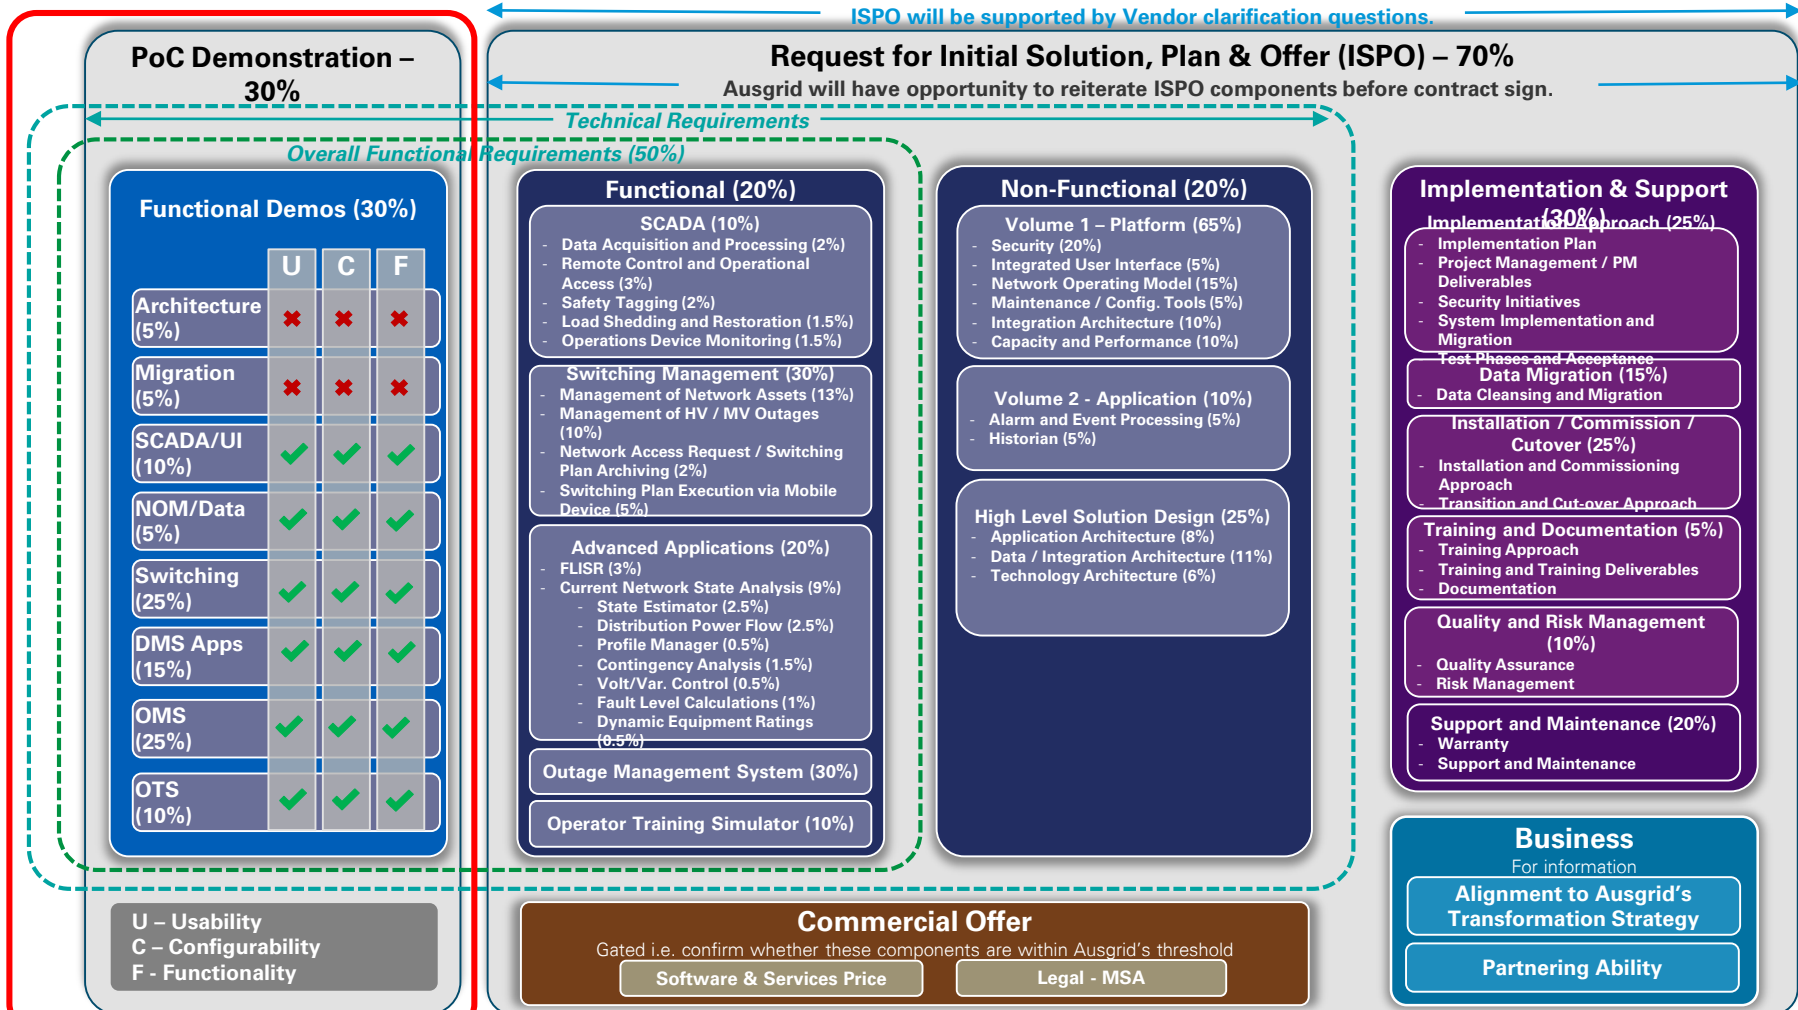 ISPO will be supported by Vendor clarification questions.
PoC Demonstration –
30%
Request for Initial Solution, Plan & Offer (ISPO) – 70%
Ausgrid will have opportunity to reiterate ISPO components before contract sign.
Technical Requirements
Overall Functional Requirements (50%)
Functional Demos (30%)
U C F
Architecture
(5%)
Migration
(5%)
SCADA/UI
(10%)
NOM/Data
(5%)
Switching
(25%)
DMS Apps
(15%)
OMS
(25%)
OTS
(10%)
U – Usability
C – Configurability
F - Functionality
Functional (20%)
SCADA (10%)
- Data Acquisition and Processing (2%)
- Remote Control and Operational
Access (3%)
- Safety Tagging (2%)
- Load Shedding and Restoration (1.5%)
- Operations Device Monitoring (1.5%)
Switching Management (30%)
- Management of Network Assets (13%)
- Management of HV / MV Outages
(10%)
- Network Access Request / Switching
Plan Archiving (2%)
- Switching Plan Execution via Mobile
Device (5%)
Advanced Applications (20%)
- FLISR (3%)
- Current Network State Analysis (9%)
- State Estimator (2.5%)
- Distribution Power Flow (2.5%)
- Profile Manager (0.5%)
- Contingency Analysis (1.5%)
- Volt/Var. Control (0.5%)
- Fault Level Calculations (1%)
- Dynamic Equipment Ratings
(0.5%)
Outage Management System (30%)
Operator Training Simulator (10%)
Non-Functional (20%)
Volume 1 – Platform (65%)
- Security (20%)
- Integrated User Interface (5%)
- Network Operating Model (15%)
- Maintenance / Config. Tools (5%)
- Integration Architecture (10%)
- Capacity and Performance (10%)
Volume 2 - Application (10%)
- Alarm and Event Processing (5%)
- Historian (5%)
High Level Solution Design (25%)
- Application Architecture (8%)
- Data / Integration Architecture (11%)
- Technology Architecture (6%)
Implementation & Support
(30%)
Implementation Approach (25%)
- Implementation Plan
- Project Management / PM
Deliverables
- Security Initiatives
- System Implementation and
Migration
- Test Phases and Acceptance
Data Migration (15%)
- Data Cleansing and Migration
Installation / Commission /
Cutover (25%)
- Installation and Commissioning
Approach
- Transition and Cut-over Approach
Training and Documentation (5%)
- Training Approach
- Training and Training Deliverables
- Documentation
Quality and Risk Management
(10%)
- Quality Assurance
- Risk Management
Support and Maintenance (20%)
- Warranty
- Support and Maintenance
Commercial Offer
Gated i.e. confirm whether these components are within Ausgrid's threshold
Software & Services Price
Legal - MSA
Business
For information
Alignment to Ausgrid's
Transformation Strategy
Partnering Ability